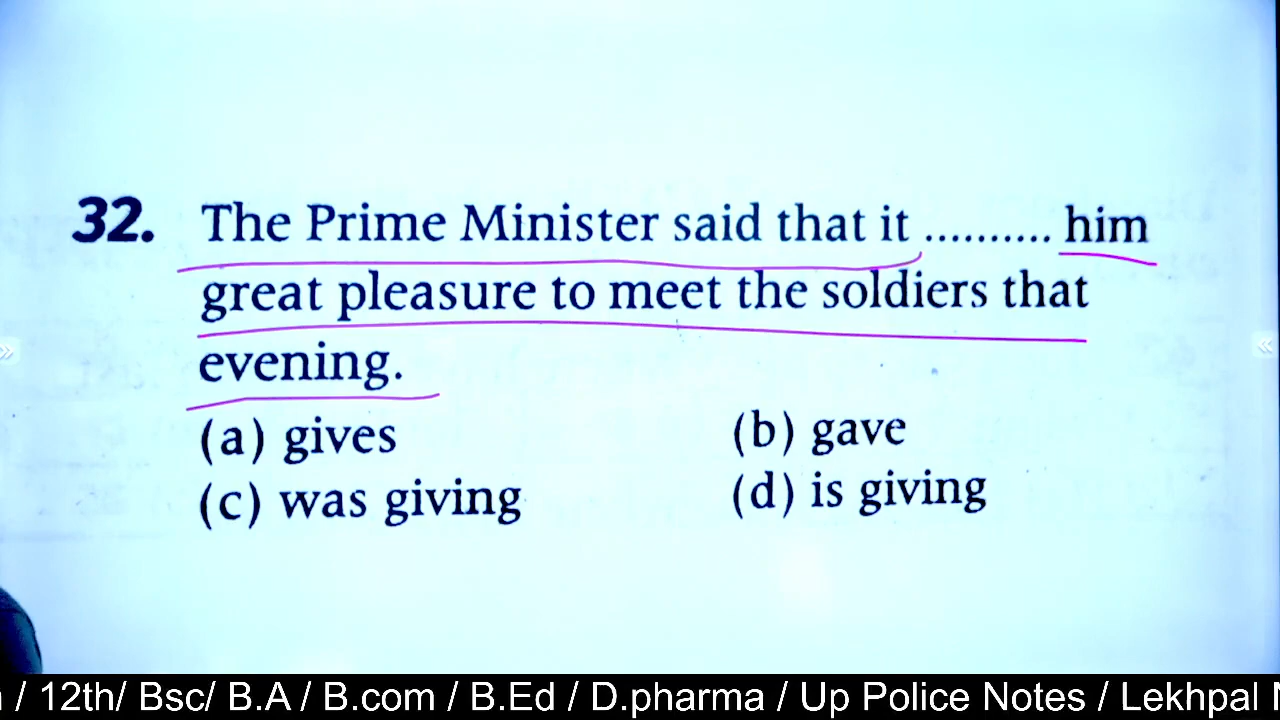 32. The Prime Minister said that it .......... him
great pleasure to meet the soldiers that
evening.
(a) gives (b) gave
(c) was giving (d) is giving
/ 12th/ Bsc/ B.A / B.com / B.Ed / D.pharma / Up Police Notes / Lekhpal